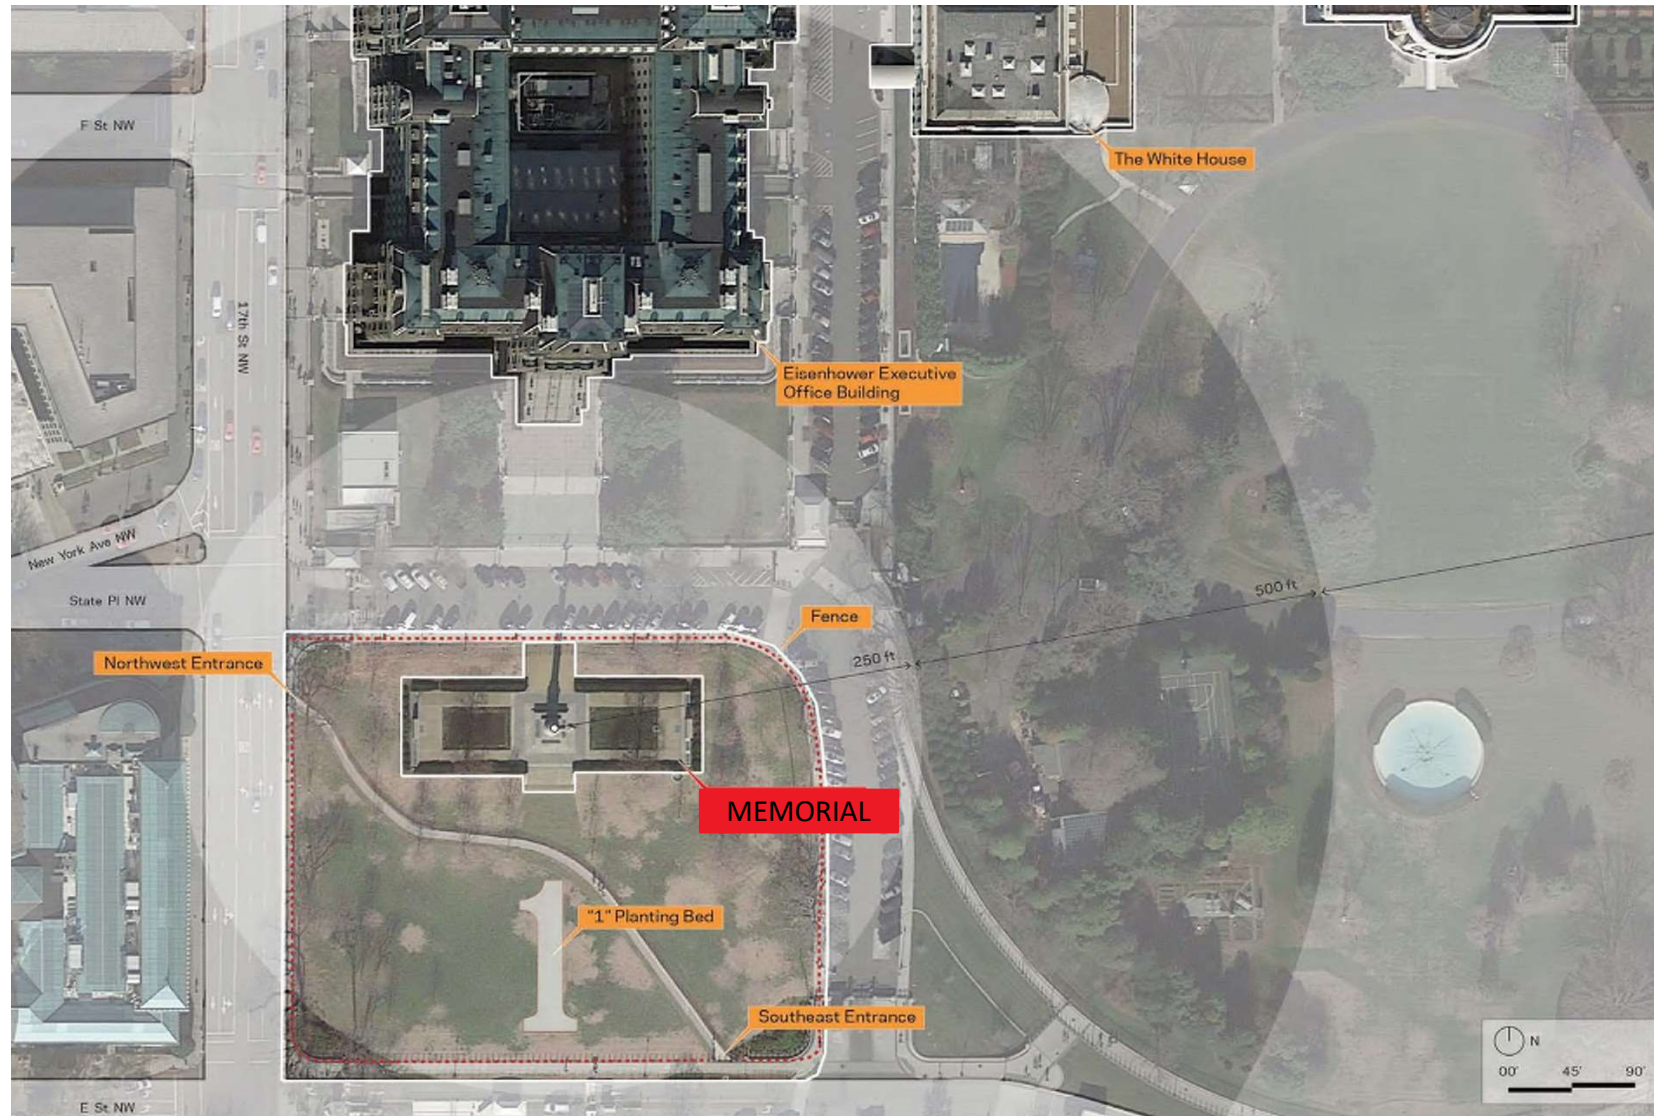 F St NW
The White House
17th St NW
Eisenhower Executive
Office Building
New York Ave NW
500 ft
State Pl NW
Fence
250 ft
Northwest Entrance
MEMORIAL
"1" Planting Bed
Southeast Entrance
N
00' 45' 90'
E St NW